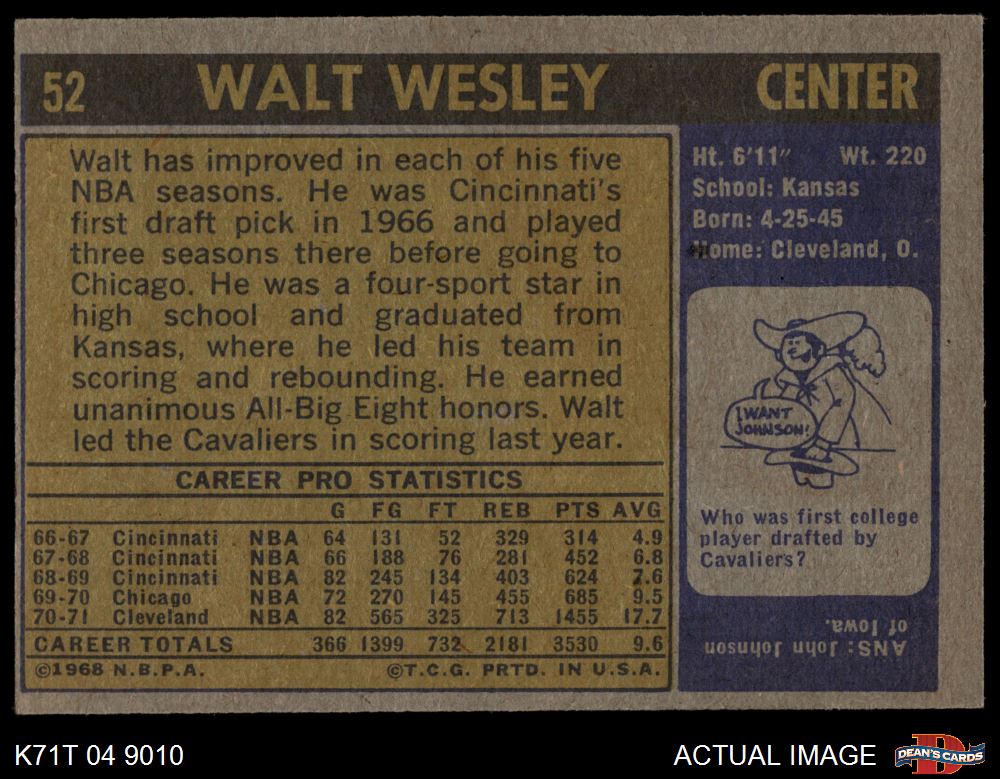 52 WALT WESLEY CENTER
Walt has improved in each of his five
NBA seasons. He was Cincinnati's
first draft pick in 1966 and played
three seasons there before going to
Chicago. He was a four-sport star in
high school and graduated from
Kansas, where he led his team in
scoring and rebounding. He earned
unanimous All-Big Eight honors. Walt
led the Cavaliers in scoring last year.
CAREER PRO STATISTICS
G FG FT REB PTS AVG
66-67 Cincinnati NBA 64 131 52 329 314 4.9
67-68 Cincinnati NBA 66 188 76 281 452 6.8
68-69 Cincinnati NBA 82 245 134 403 624 7.6
69-70 Chicago NBA 72 270 145 455 685 9.5
70-71 Cleveland NBA 82 565 325 713 1455 17.7
CAREER TOTALS 366 1399 732 2181 3530 9.6
©1968 N.B.P.A. ©T.C.G. PRTD. IN U.S.A.
Ht. 6'11" Wt. 220
School: Kansas
Born: 4-25-45
Home: Cleveland, O.
I WANT
JOHNSON!
Who was first college
player drafted by
Cavaliers?
ANS: John Johnson
of Iowa.
K71T 04 9010 ACTUAL IMAGE DEAN'S CARDS